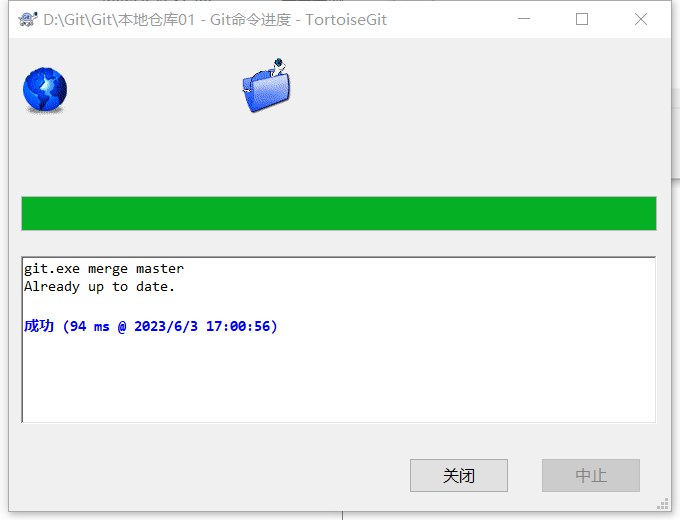 D:\Git\Git\本地仓库01 - Git命令进度 - TortoiseGit
git.exe merge master
Already up to date.
成功 (94 ms @ 2023/6/3 17:00:56)
关闭
中止